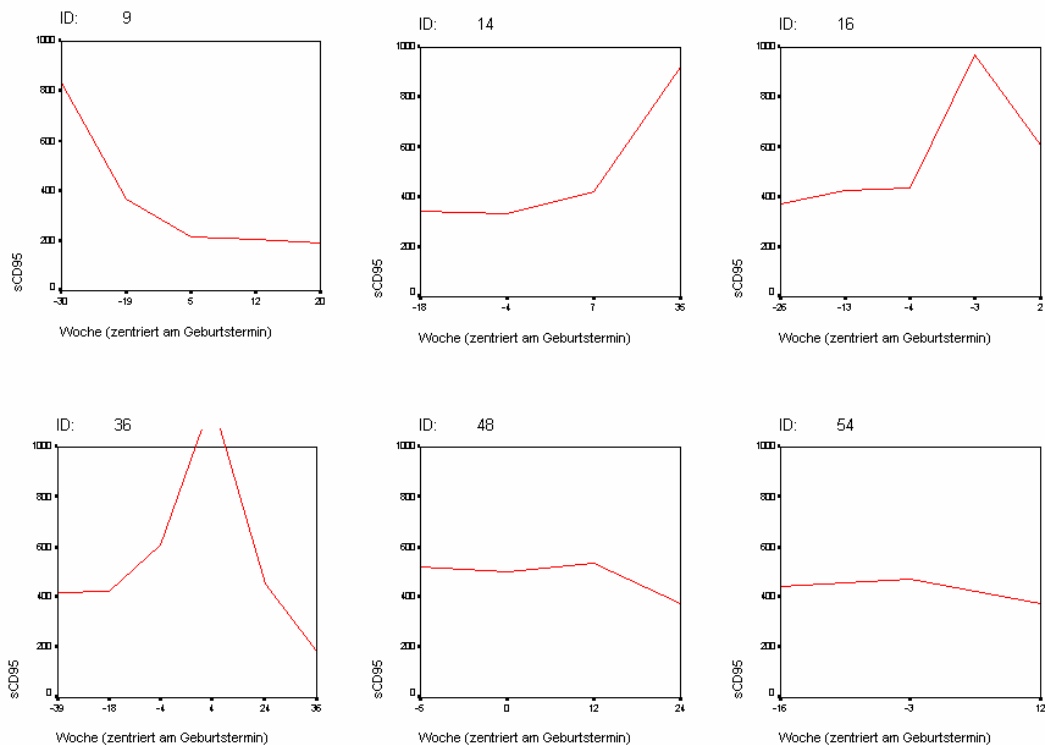 ID: 9
1000
800
600
400
200
0
sCD95
-30 -19 5 12 20
Woche (zentriert am Geburtstermin)
ID: 14
1000
800
600
400
200
0
sCD95
-18 -4 7 35
Woche (zentriert am Geburtstermin)
ID: 16
1000
800
600
400
200
0
sCD95
-26 -13 -4 -3 2
Woche (zentriert am Geburtstermin)
ID: 36
1000
800
600
400
200
0
sCD95
-39 -18 -4 4 24 36
Woche (zentriert am Geburtstermin)
ID: 48
1000
800
600
400
200
0
sCD95
-5 0 12 24
Woche (zentriert am Geburtstermin)
ID: 54
1000
800
600
400
200
0
sCD95
-16 -3 12
Woche (zentriert am Geburtstermin)